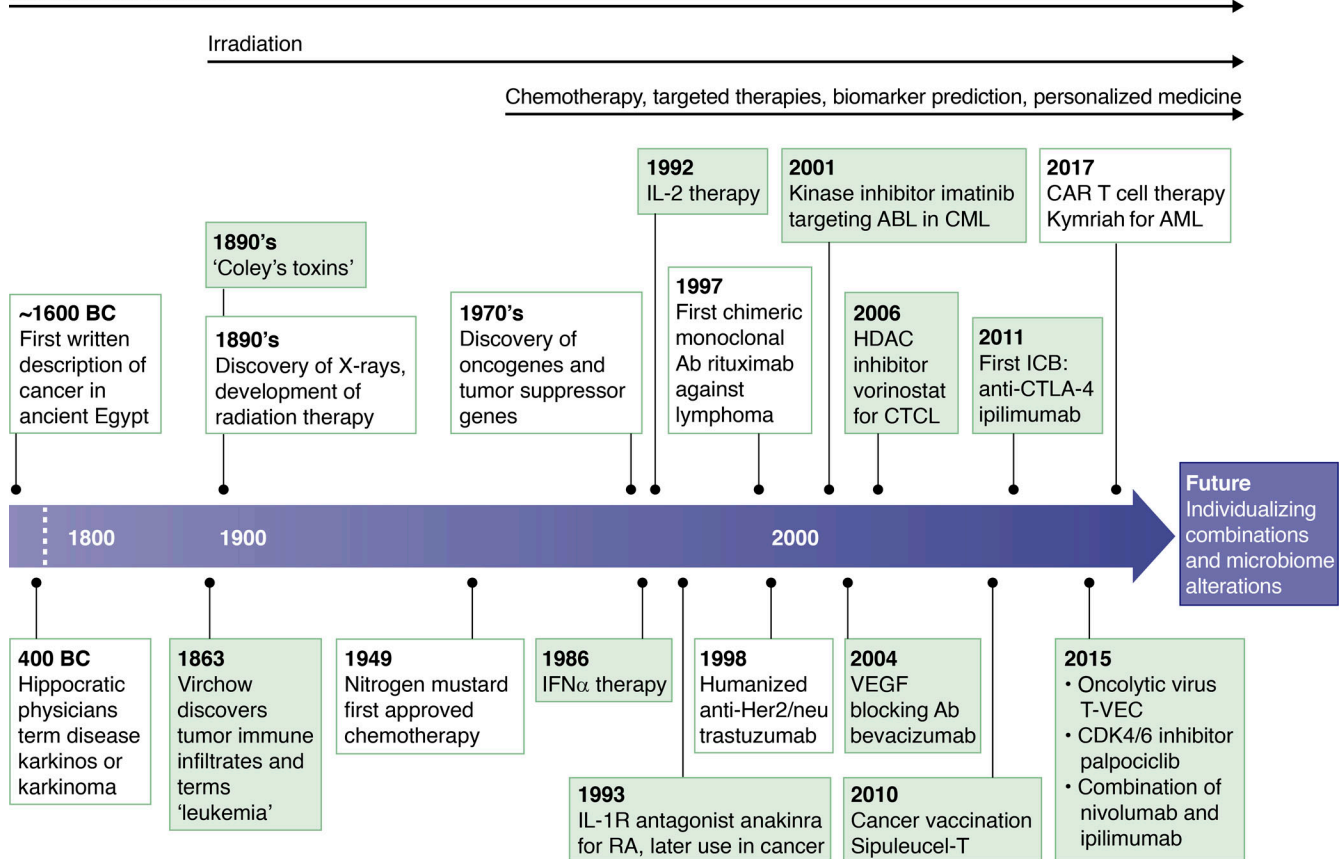 Irradiation
Chemotherapy, targeted therapies, biomarker prediction, personalized medicine
1992
IL-2 therapy
2001
Kinase inhibitor imatinib
targeting ABL in CML
2017
CAR T cell therapy
Kymriah for AML
1890's
‘Coley's toxins’
~1600 BC
First written
description of
cancer in
ancient Egypt
1890's
Discovery of X-rays,
development of
radiation therapy
1970's
Discovery of
oncogenes and
tumor suppressor
genes
1997
First chimeric
monoclonal
Ab rituximab
against
lymphoma
2006
HDAC
inhibitor
vorinostat
for CTCL
2011
First ICB:
anti-CTLA-4
ipilimumab
1800
1900
2000
Future
Individualizing
combinations
and microbiome
alterations
400 BC
Hippocratic
physicians
term disease
karkinos or
karkinoma
1863
Virchow
discovers
tumor immune
infiltrates and
terms
‘leukemia’
1949
Nitrogen mustard
first approved
chemotherapy
1986
IFNα therapy
1993
IL-1R antagonist anakinra
for RA, later use in cancer
1998
Humanized
anti-Her2/neu
trastuzumab
2004
VEGF
blocking Ab
bevacizumab
2010
Cancer vaccination
Sipuleucel-T
2015
• Oncolytic virus
T-VEC
• CDK4/6 inhibitor
palpociclib
• Combination of
nivolumab and
ipilimumab